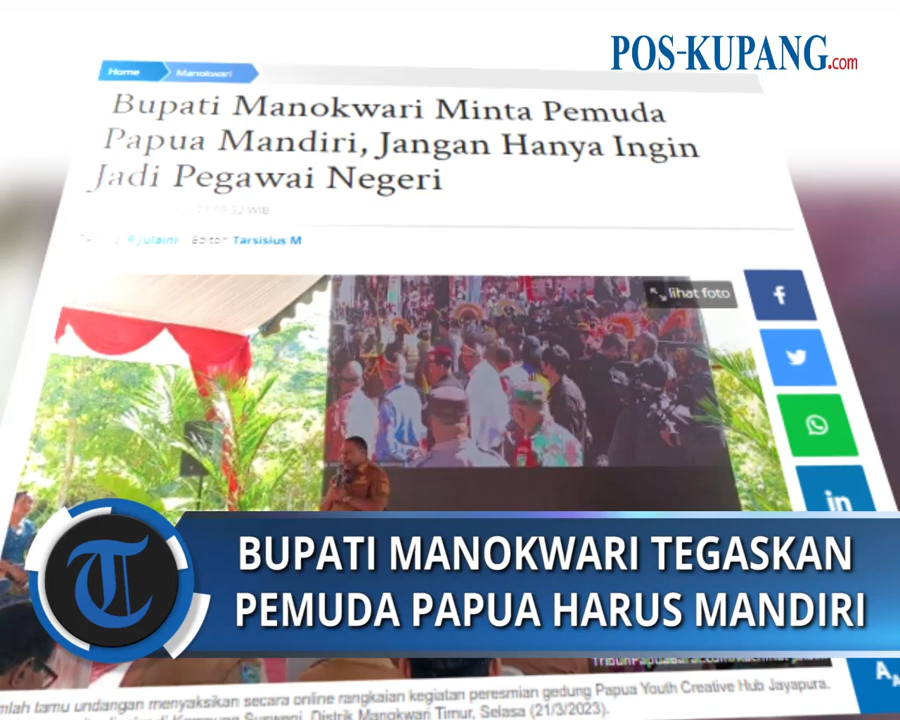 POS-KUPANG.com
Home Manokwari
Bupati Manokwari Minta Pemuda
Papua Mandiri, Jangan Hanya Ingin
Jadi Pegawai Negeri
WIB
Editor: Tarsisius M
lihat foto
f
in
T
BUPATI MANOKWARI TEGASKAN
PEMUDA PAPUA HARUS MANDIRI
mlah tamu undangan menyaksikan secara online rangkaian kegiatan peresmian gedung Papua Youth Creative Hub Jayapura.
Distrik Manokwari Timur, Selasa (21/3/2023).